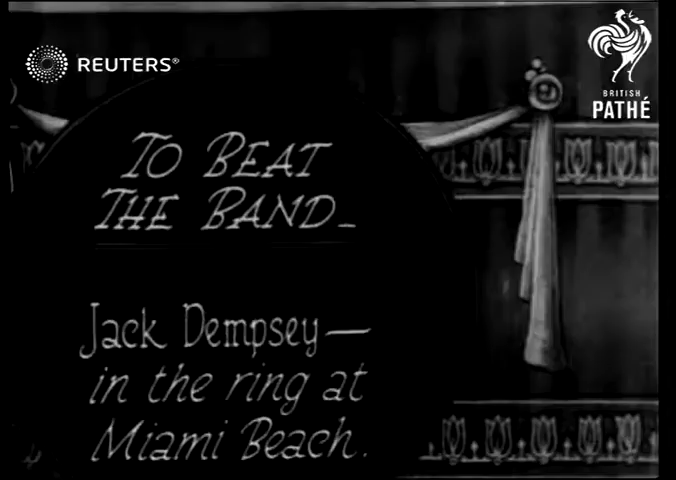 REUTERS®
BRITISH
PATHÉ
TO BEAT
THE BAND_
Jack Dempsey—
in the ring at
Miami Beach.